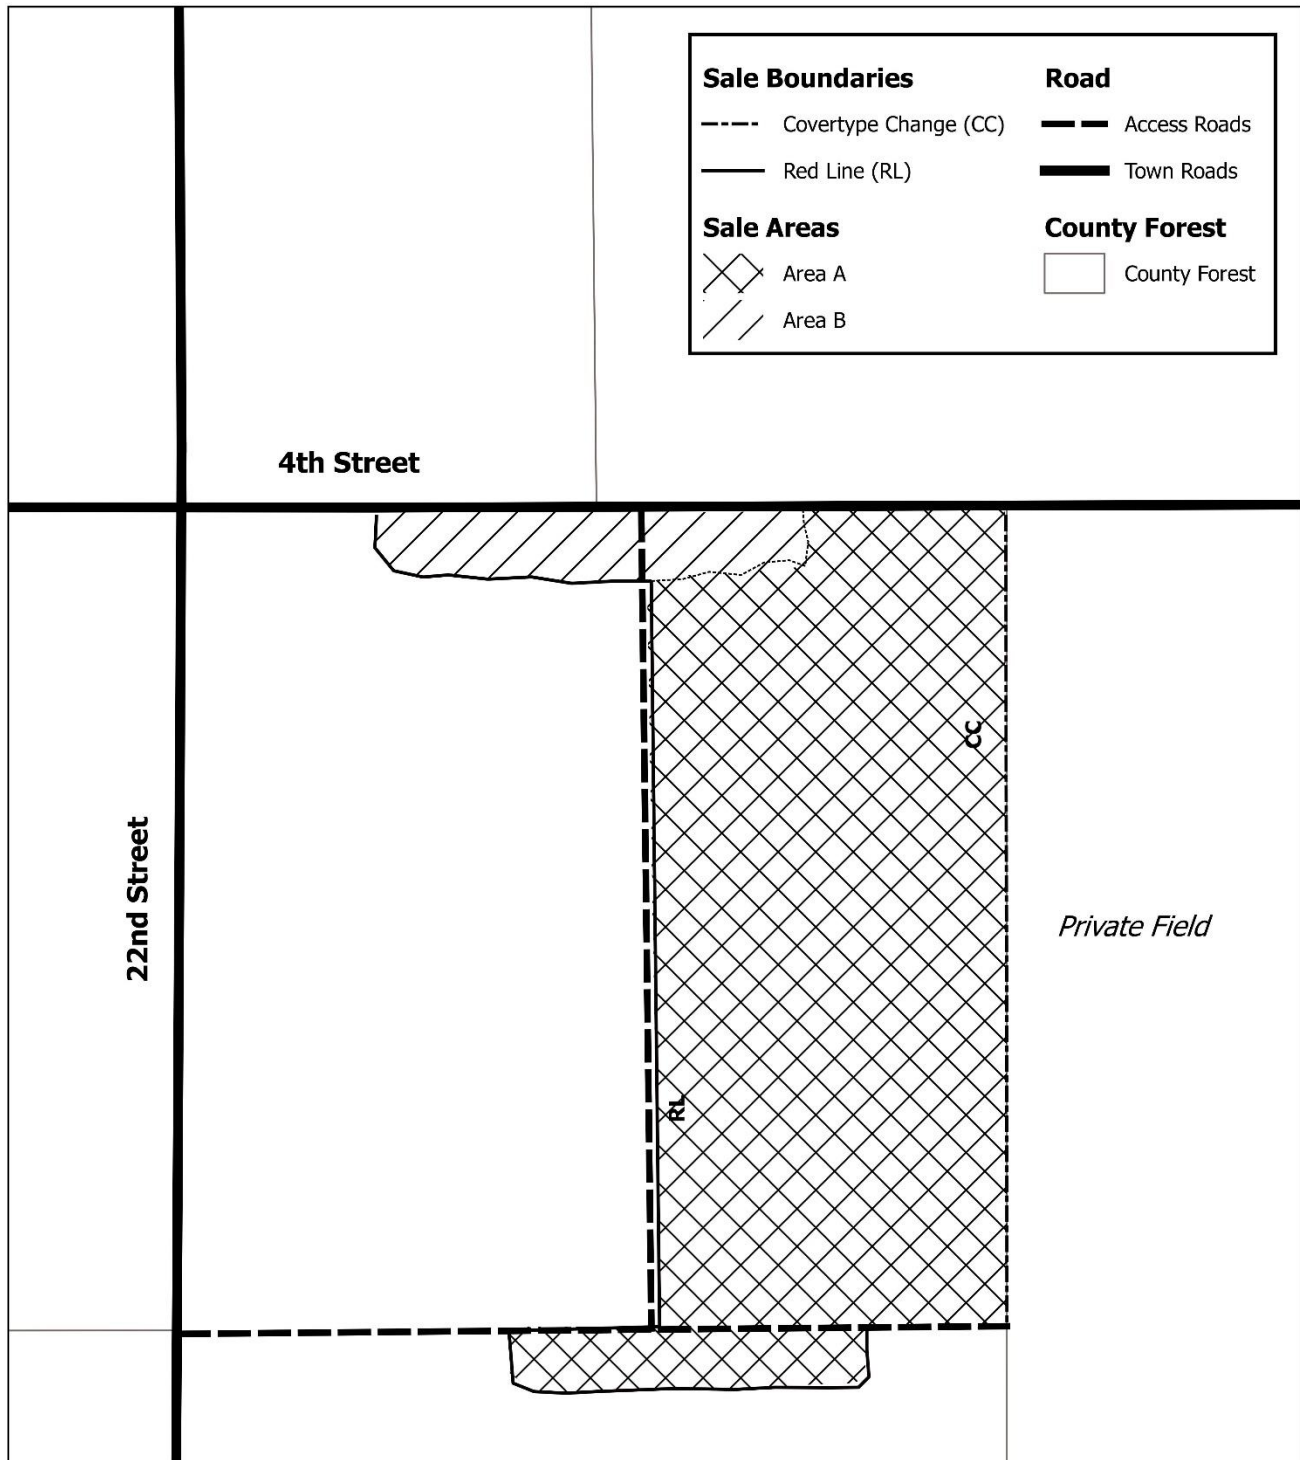 Sale Boundaries
Covertype Change (CC)
Red Line (RL)
Sale Areas
Area A
Area B
Road
Access Roads
Town Roads
County Forest
County Forest
4th Street
22nd Street
CC
Private Field
RL